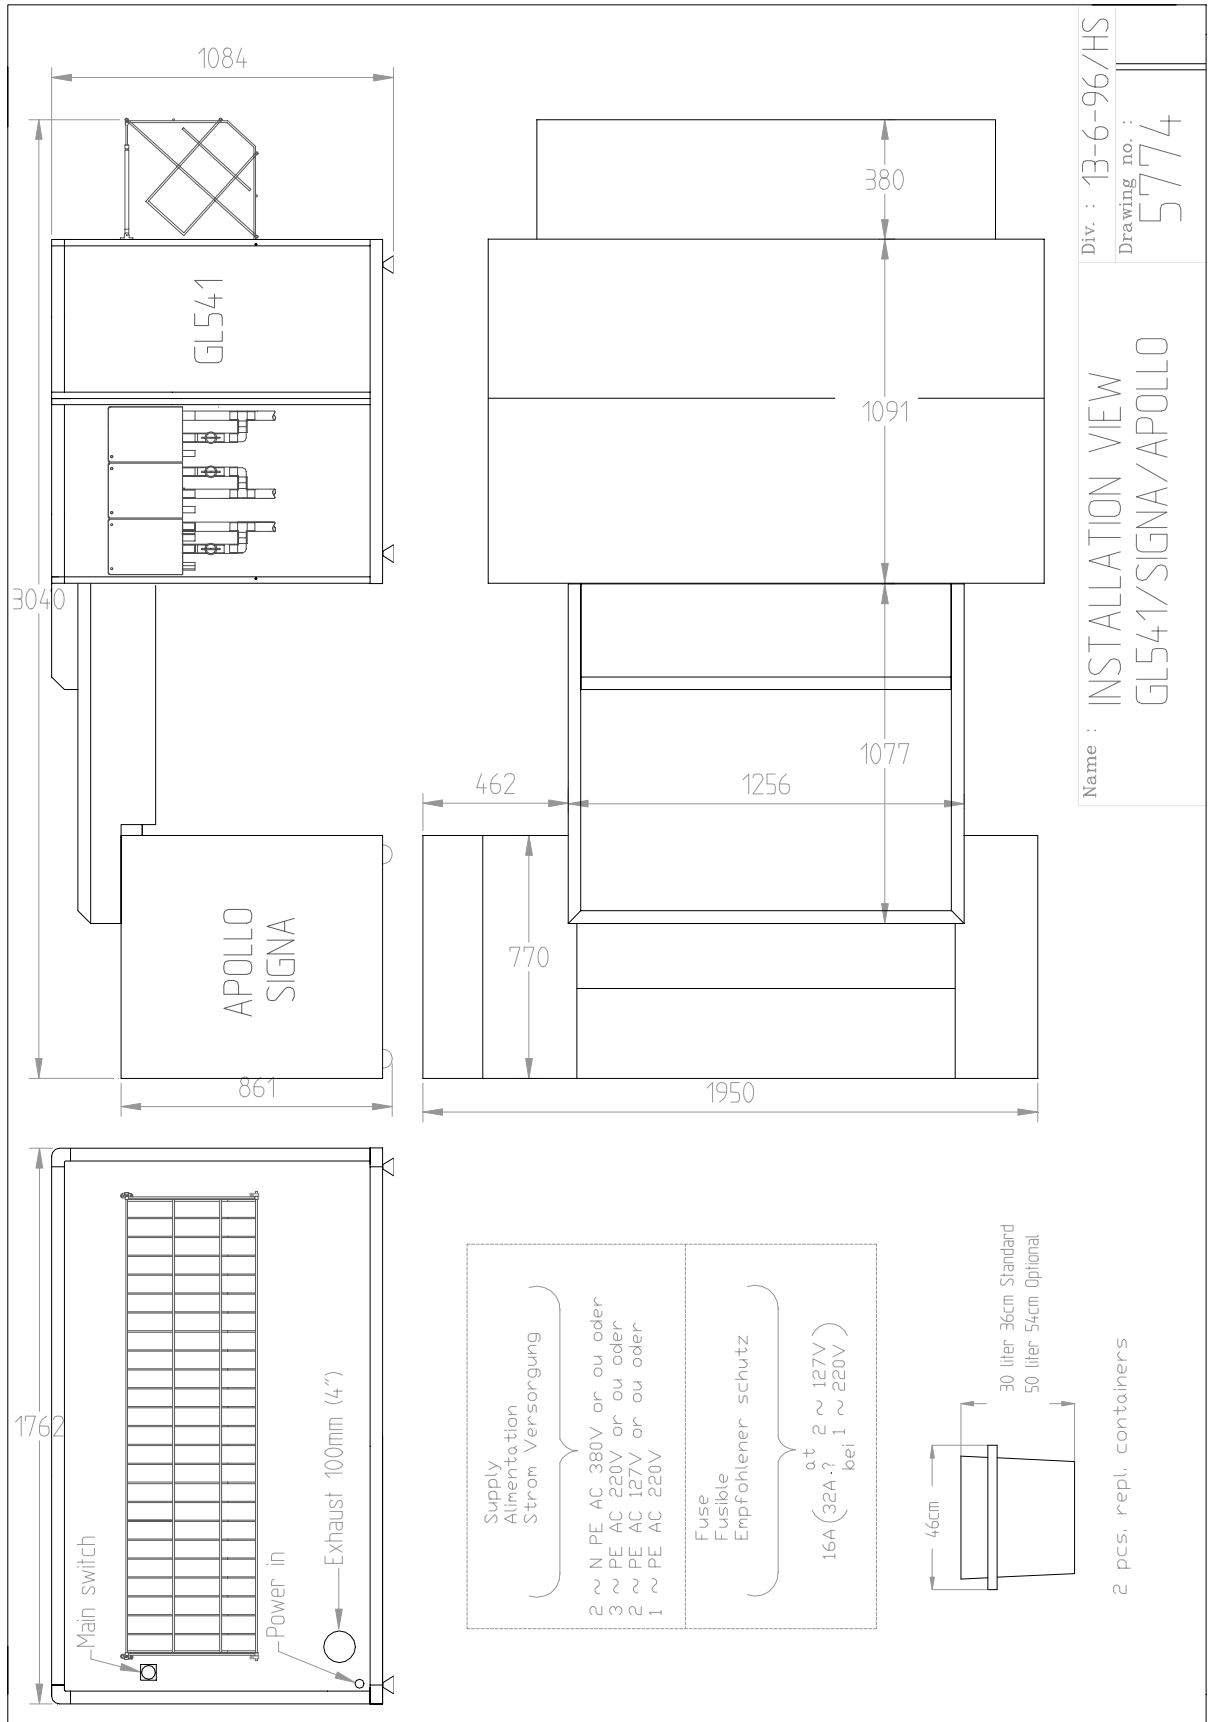 1084
3040
GL541
380
1091
1077
462
1256
770
APOLLO
SIGNA
861
1950
Div. : 13-6-96/HS
Drawing no. :
5774
Name : INSTALLATION VIEW
GL541/SIGNA/APOLLO
1762
Main switch
Power in
Exhaust 100mm (4")
Supply
Alimentation
Strom Versorgung
2 ~ N PE AC 380V or ou oder
3 ~ PE AC 220V or ou oder
2 ~ PE AC 127V or ou oder
1 ~ PE AC 220V
Fuse
Fusible
Empfohlener schutz
16A (32A.? at 2 ~ 127V)
bei 1 ~ 220V)
30 liter 36cm Standard
50 liter 54cm Optional
46cm
2 pcs. repl. containers